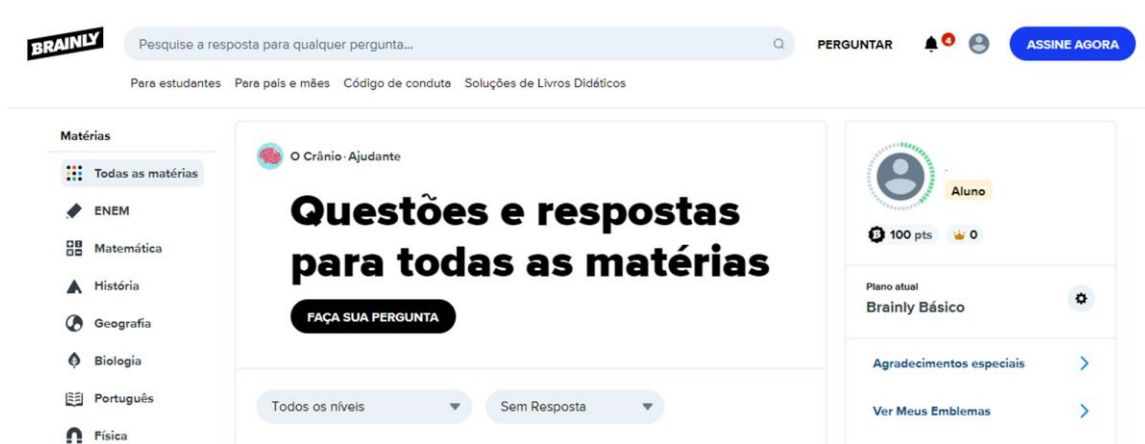 BRAINLY
Pesquise a resposta para qualquer pergunta...
PERGUNTAR
4
ASSINE AGORA
Para estudantes Para pais e mães Código de conduta Soluções de Livros Didáticos
Matérias
Todas as matérias
ENEM
Matemática
História
Geografia
Biologia
Português
Física
O Crânio · Ajudante
Questões e respostas
para todas as matérias
FAÇA SUA PERGUNTA
Todos os níveis
Sem Resposta
-
Aluno
100 pts
0
Plano atual
Brainly Básico
Agradecimentos especiais
Ver Meus Emblemas